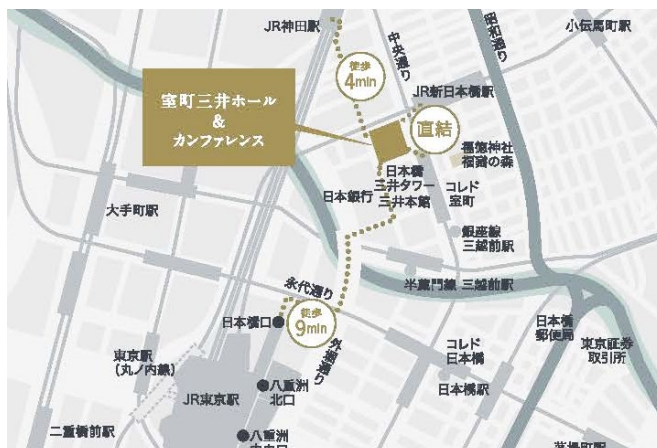 JR神田駅
中央通り
昭和通り
小伝馬町駅
徒歩
4min
JR新日本橋駅
室町三井ホール
&
カンファレンス
直結
福徳神社
福徳の森
日本橋
三井タワー
三井本館
日本銀行
コレド
室町
大手町駅
銀座線
三越前駅
半蔵門線 三越前駅
永代通り
日本橋口
徒歩
9min
外堀通り
日本橋
郵便局
東京証券
取引所
コレド
日本橋
東京駅
(丸ノ内線)
JR東京駅
八重洲
北口
日本橋駅
二重橋前駅
八重洲